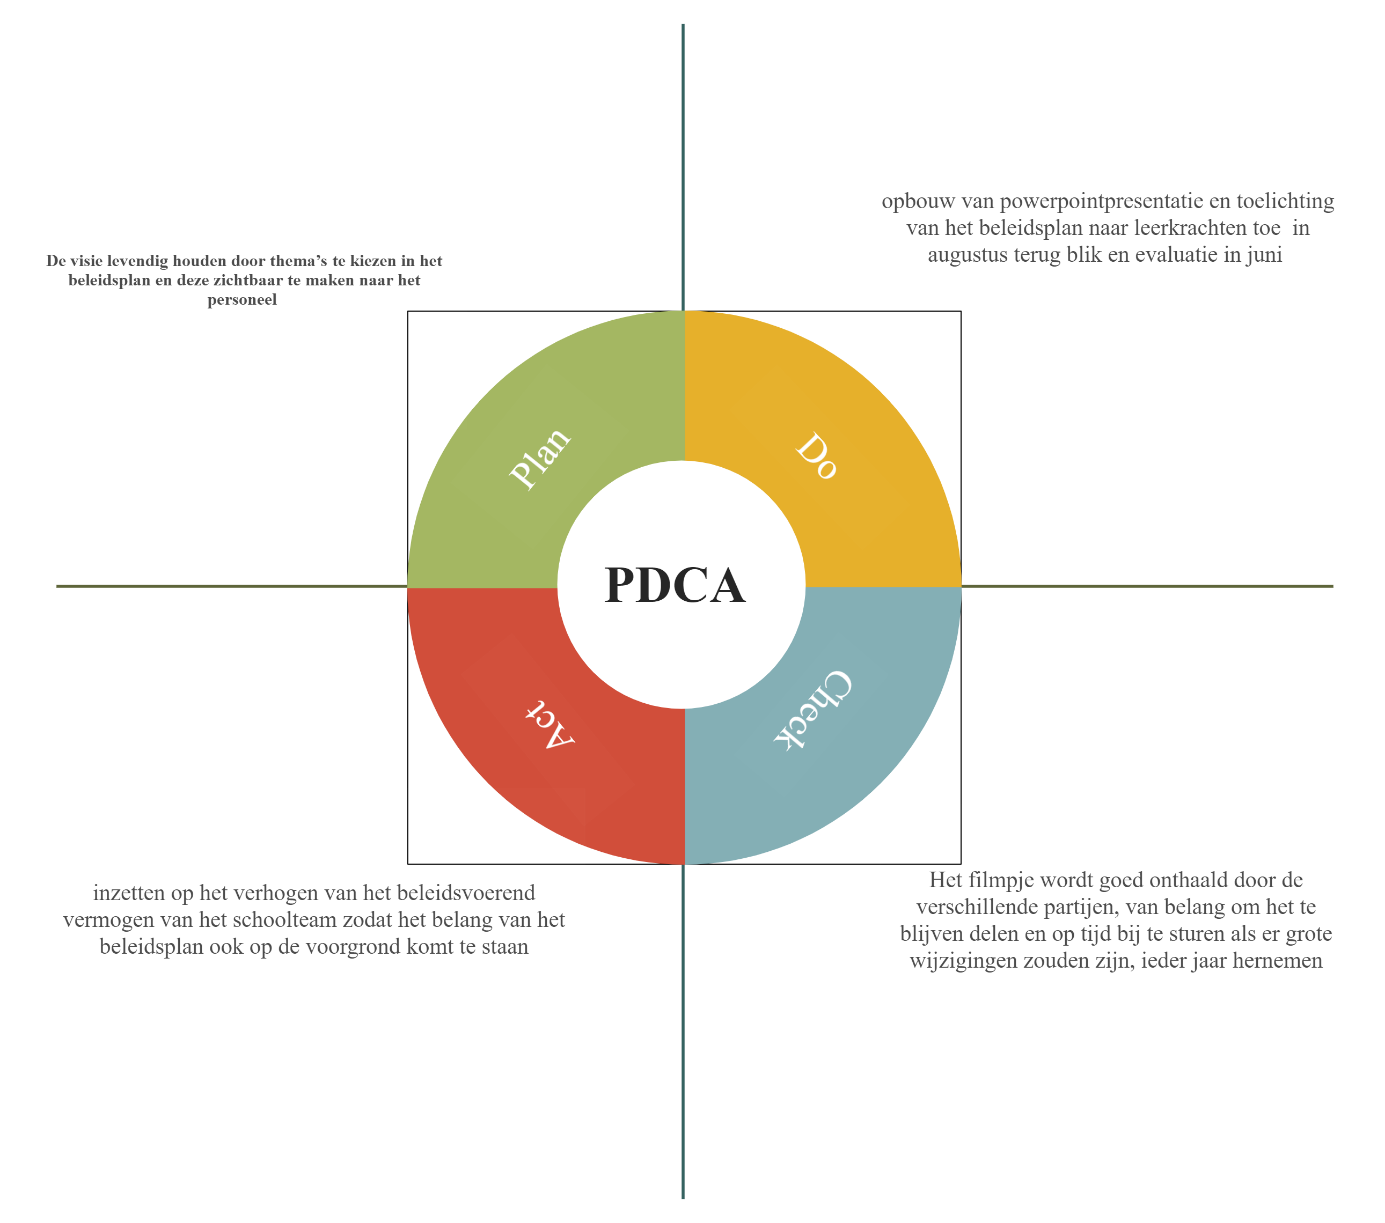 opbouw van powerpointpresentatie en toelichting
van het beleidsplan naar leerkrachten toe  in
augustus terug blik en evaluatie in juni
De visie levendig houden door thema’s te kiezen in het
beleidsplan en deze zichtbaar te maken naar het
personeel
Plan
Do
PDCA
Act
Check
inzetten op het verhogen van het beleidsvoerend
vermogen van het schoolteam zodat het belang van het
beleidsplan ook op de voorgrond komt te staan
Het filmpje wordt goed onthaald door de
verschillende partijen, van belang om het te
blijven delen en op tijd bij te sturen als er grote
wijzigingen zouden zijn, ieder jaar hernemen